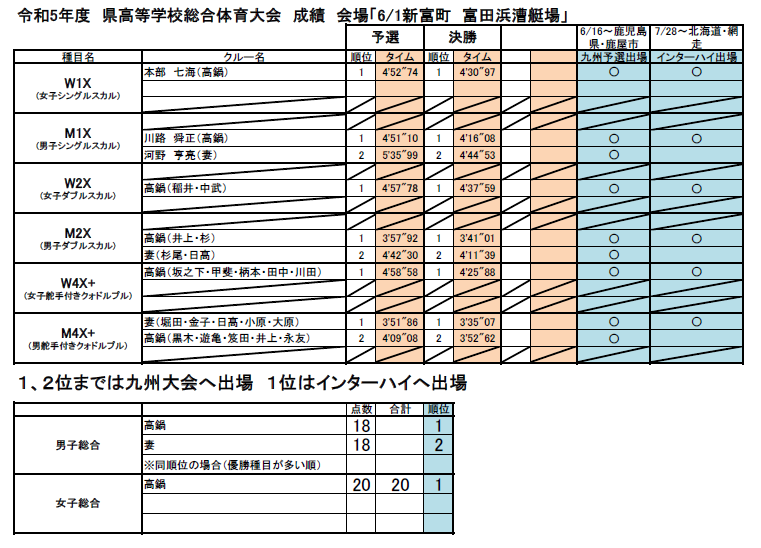 令和5年度 県高等学校総合体育大会 成績 会場「6/1新富町 富田浜漕艇場」
予選 決勝 6/16～鹿児島県・鹿屋市 7/28～北海道・網走
種目名 クルー名 順位 タイム 順位 タイム 九州予選出場 インターハイ出場
W1X
(女子シングルスカル)
本部 七海(高鍋) 1 4'52"74 1 4'30"97 ○ ○
M1X
(男子シングルスカル)
川路 舜正(高鍋) 1 4'51"10 1 4'16"08 ○ ○
河野 亨亮(妻) 2 5'35"99 2 4'44"53 ○
W2X
(女子ダブルスカル)
高鍋(稲井・中武) 1 4'57"78 1 4'37"59 ○ ○
M2X
(男子ダブルスカル)
高鍋(井上・杉) 1 3'57"92 1 3'41"01 ○ ○
妻(杉尾・日高) 2 4'42"30 2 4'11"39 ○
W4X+
(女子舵手付きクォドルプル)
高鍋(坂之下・甲斐・柄本・田中・川田) 1 4'58"58 1 4'25"88 ○ ○
M4X+
(男舵手付きクォドルプル)
妻(堀田・金子・日高・小原・大原) 1 3'51"86 1 3'35"07 ○ ○
高鍋(黒木・遊亀・笈田・井上・永友) 2 4'09"08 2 3'52"62 ○
1、2位までは九州大会へ出場 1位はインターハイへ出場
点数 合計 順位
男子総合
高鍋 18 1
妻 18 2
※同順位の場合(優勝種目が多い順)
女子総合
高鍋 20 20 1